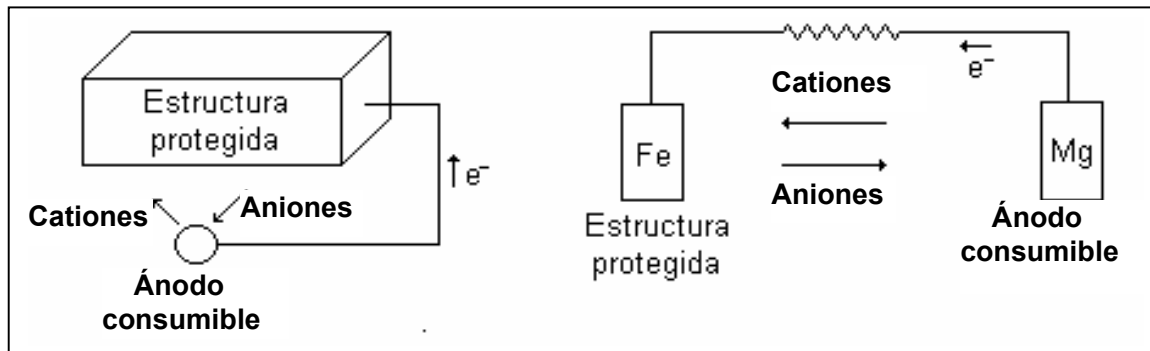 Estructura
protegida
e⁻
Cationes
Aniones
Ánodo
consumible
e⁻
Cationes
Fe
Mg
Aniones
Estructura
protegida
Ánodo
consumible